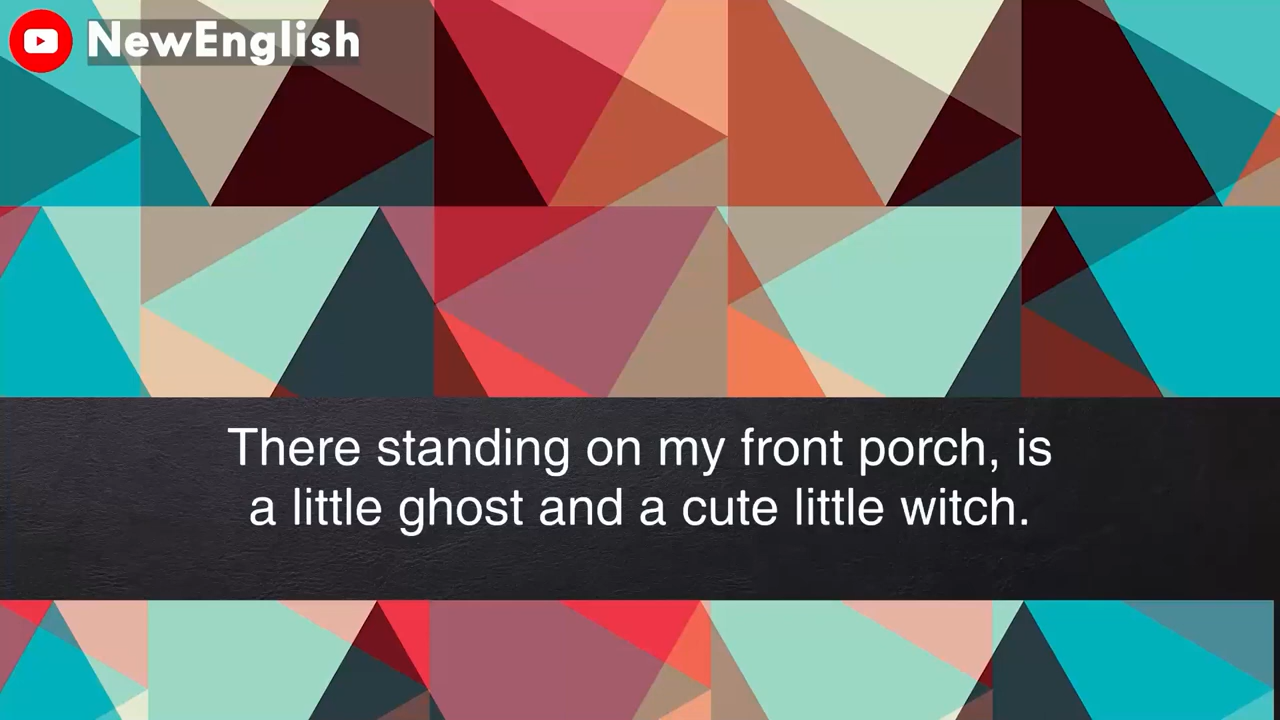 NewEnglish
There standing on my front porch, is
a little ghost and a cute little witch.